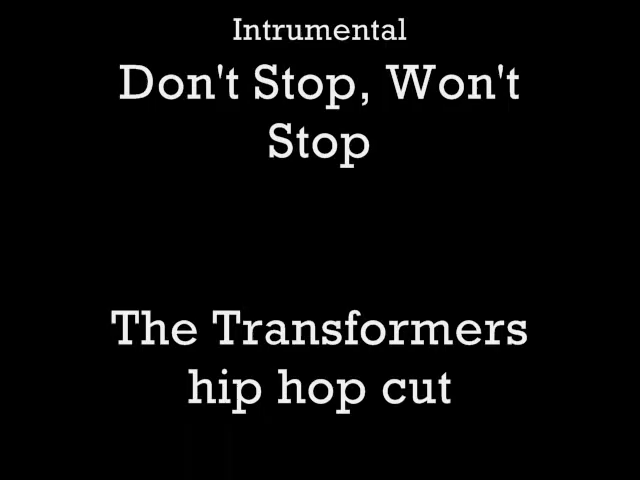 Intrumental
Don't Stop, Won't
Stop
The Transformers
hip hop cut